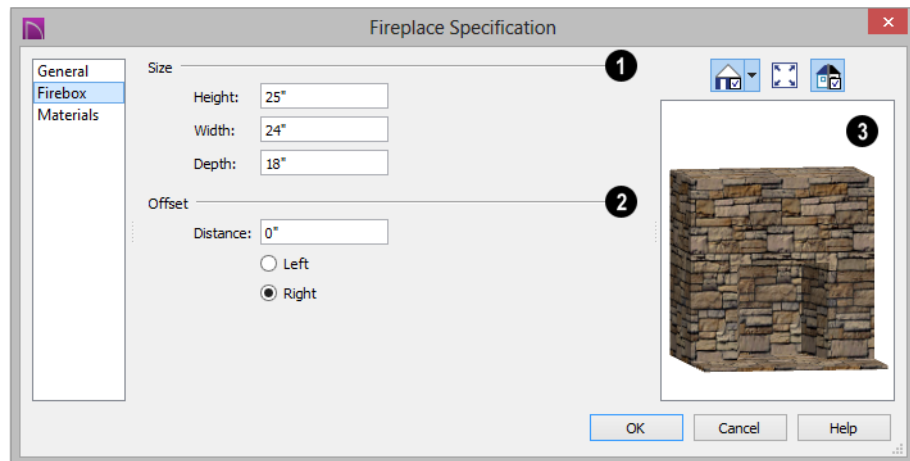 Fireplace Specification
General
Firebox
Materials
Size
1
Height: 25"
Width: 24"
Depth: 18"
Offset
2
Distance: 0"
Left
Right
3
OK
Cancel
Help